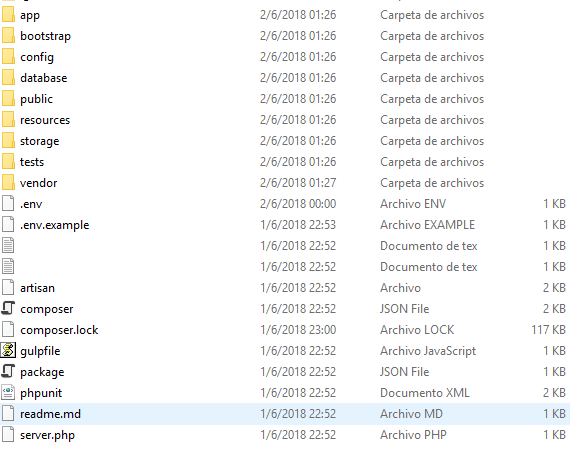 app 2/6/2018 01:26 Carpeta de archivos
bootstrap 2/6/2018 01:26 Carpeta de archivos
config 2/6/2018 01:26 Carpeta de archivos
database 2/6/2018 01:26 Carpeta de archivos
public 2/6/2018 01:26 Carpeta de archivos
resources 2/6/2018 01:26 Carpeta de archivos
storage 2/6/2018 01:26 Carpeta de archivos
tests 2/6/2018 01:26 Carpeta de archivos
vendor 2/6/2018 01:27 Carpeta de archivos
.env 2/6/2018 00:00 Archivo ENV 1 KB
.env.example 1/6/2018 22:53 Archivo EXAMPLE 1 KB
1/6/2018 22:52 Documento de tex 1 KB
1/6/2018 22:52 Documento de tex 1 KB
artisan 1/6/2018 22:52 Archivo 2 KB
composer 1/6/2018 22:52 JSON File 2 KB
composer.lock 1/6/2018 23:00 Archivo LOCK 117 KB
gulpfile 1/6/2018 22:52 Archivo JavaScript 1 KB
package 1/6/2018 22:52 JSON File 1 KB
phpunit 1/6/2018 22:52 Documento XML 2 KB
readme.md 1/6/2018 22:52 Archivo MD 1 KB
server.php 1/6/2018 22:52 Archivo PHP 1 KB